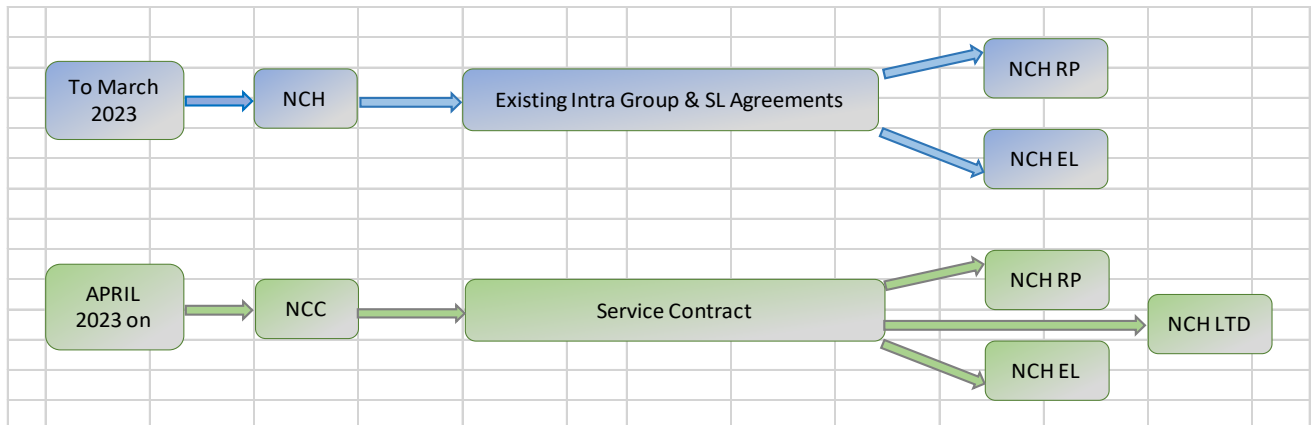 To March
2023
NCH
Existing Intra Group & SL Agreements
NCH RP
NCH EL
APRIL
2023 on
NCC
Service Contract
NCH RP
NCH LTD
NCH EL